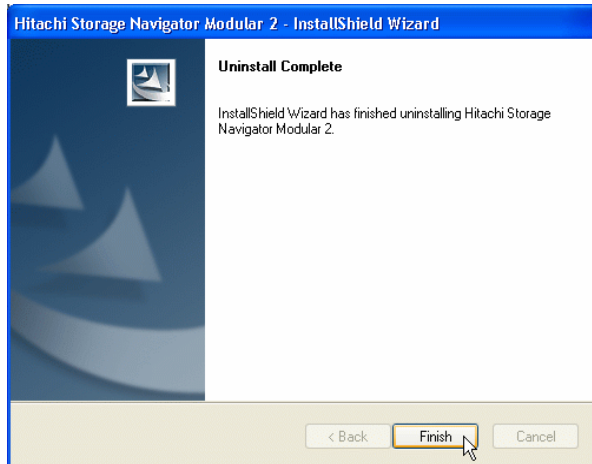 Hitachi Storage Navigator Modular 2 - InstallShield Wizard
Uninstall Complete
InstallShield Wizard has finished uninstalling Hitachi Storage
Navigator Modular 2.
< Back Finish Cancel